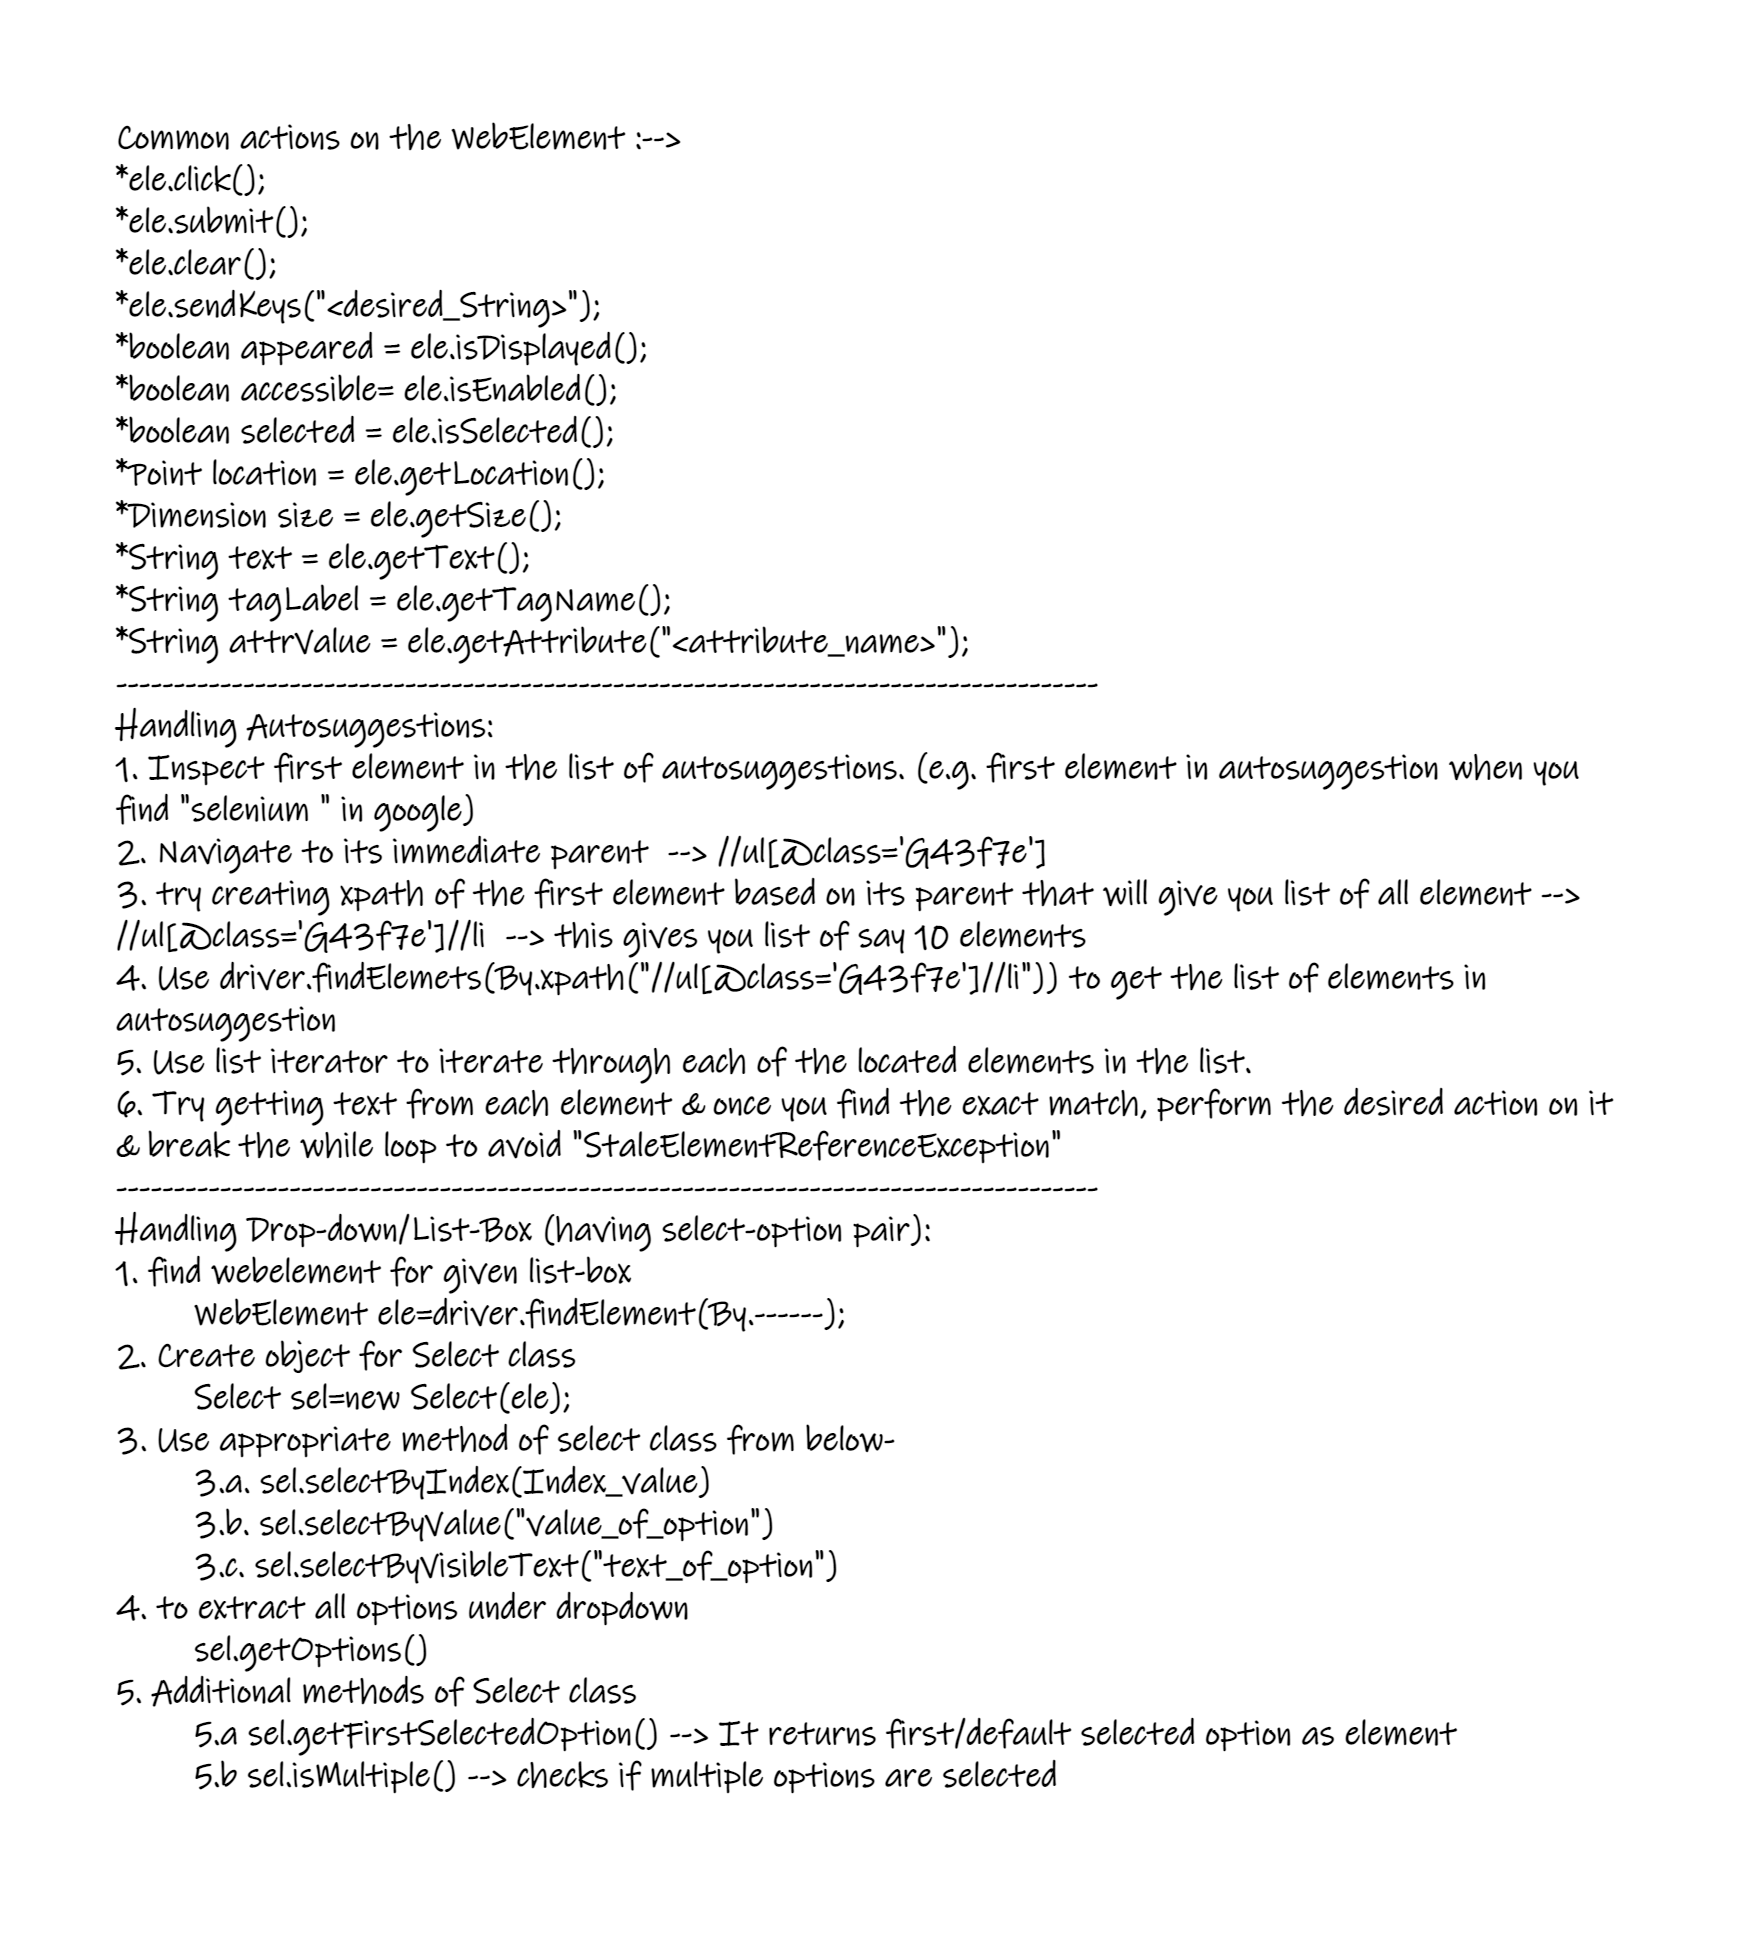 Common actions on the WebElement :-->
*ele.click();
*ele.submit();
*ele.clear();
*ele.sendKeys("<desired_String>");
*boolean appeared = ele.isDisplayed();
*boolean accessible= ele.isEnabled();
*boolean selected = ele.isSelected();
*Point location = ele.getLocation();
*Dimension size = ele.getSize();
*String text = ele.getText();
*String tagLabel = ele.getTagName();
*String attrValue = ele.getAttribute("<attribute_name>");
-------------------------------------------------------------------------------------
Handling Autosuggestions:
1. Inspect first element in the list of autosuggestions. (e.g. first element in autosuggestion when you
find "selenium " in google)
2. Navigate to its immediate parent  --> //ul[@class='G43f7e']
3. try creating xpath of the first element based on its parent that will give you list of all element -->
//ul[@class='G43f7e']//li  --> this gives you list of say 10 elements
4. Use driver.findElemets(By.xpath("//ul[@class='G43f7e']//li")) to get the list of elements in
autosuggestion
5. Use list iterator to iterate through each of the located elements in the list.
6. Try getting text from each element & once you find the exact match, perform the desired action on it
& break the while loop to avoid "StaleElementReferenceException"
-------------------------------------------------------------------------------------
Handling Drop-down/List-Box (having select-option pair):
1. find webelement for given list-box
WebElement ele=driver.findElement(By.------);
2. Create object for Select class
Select sel=new Select(ele);
3. Use appropriate method of select class from below-
3.a. sel.selectByIndex(Index_value)
3.b. sel.selectByValue("value_of_option")
3.c. sel.selectByVisibleText("text_of_option")
4. to extract all options under dropdown
sel.getOptions()
5. Additional methods of Select class
5.a sel.getFirstSelectedOption() --> It returns first/default selected option as element
5.b sel.isMultiple() --> checks if multiple options are selected